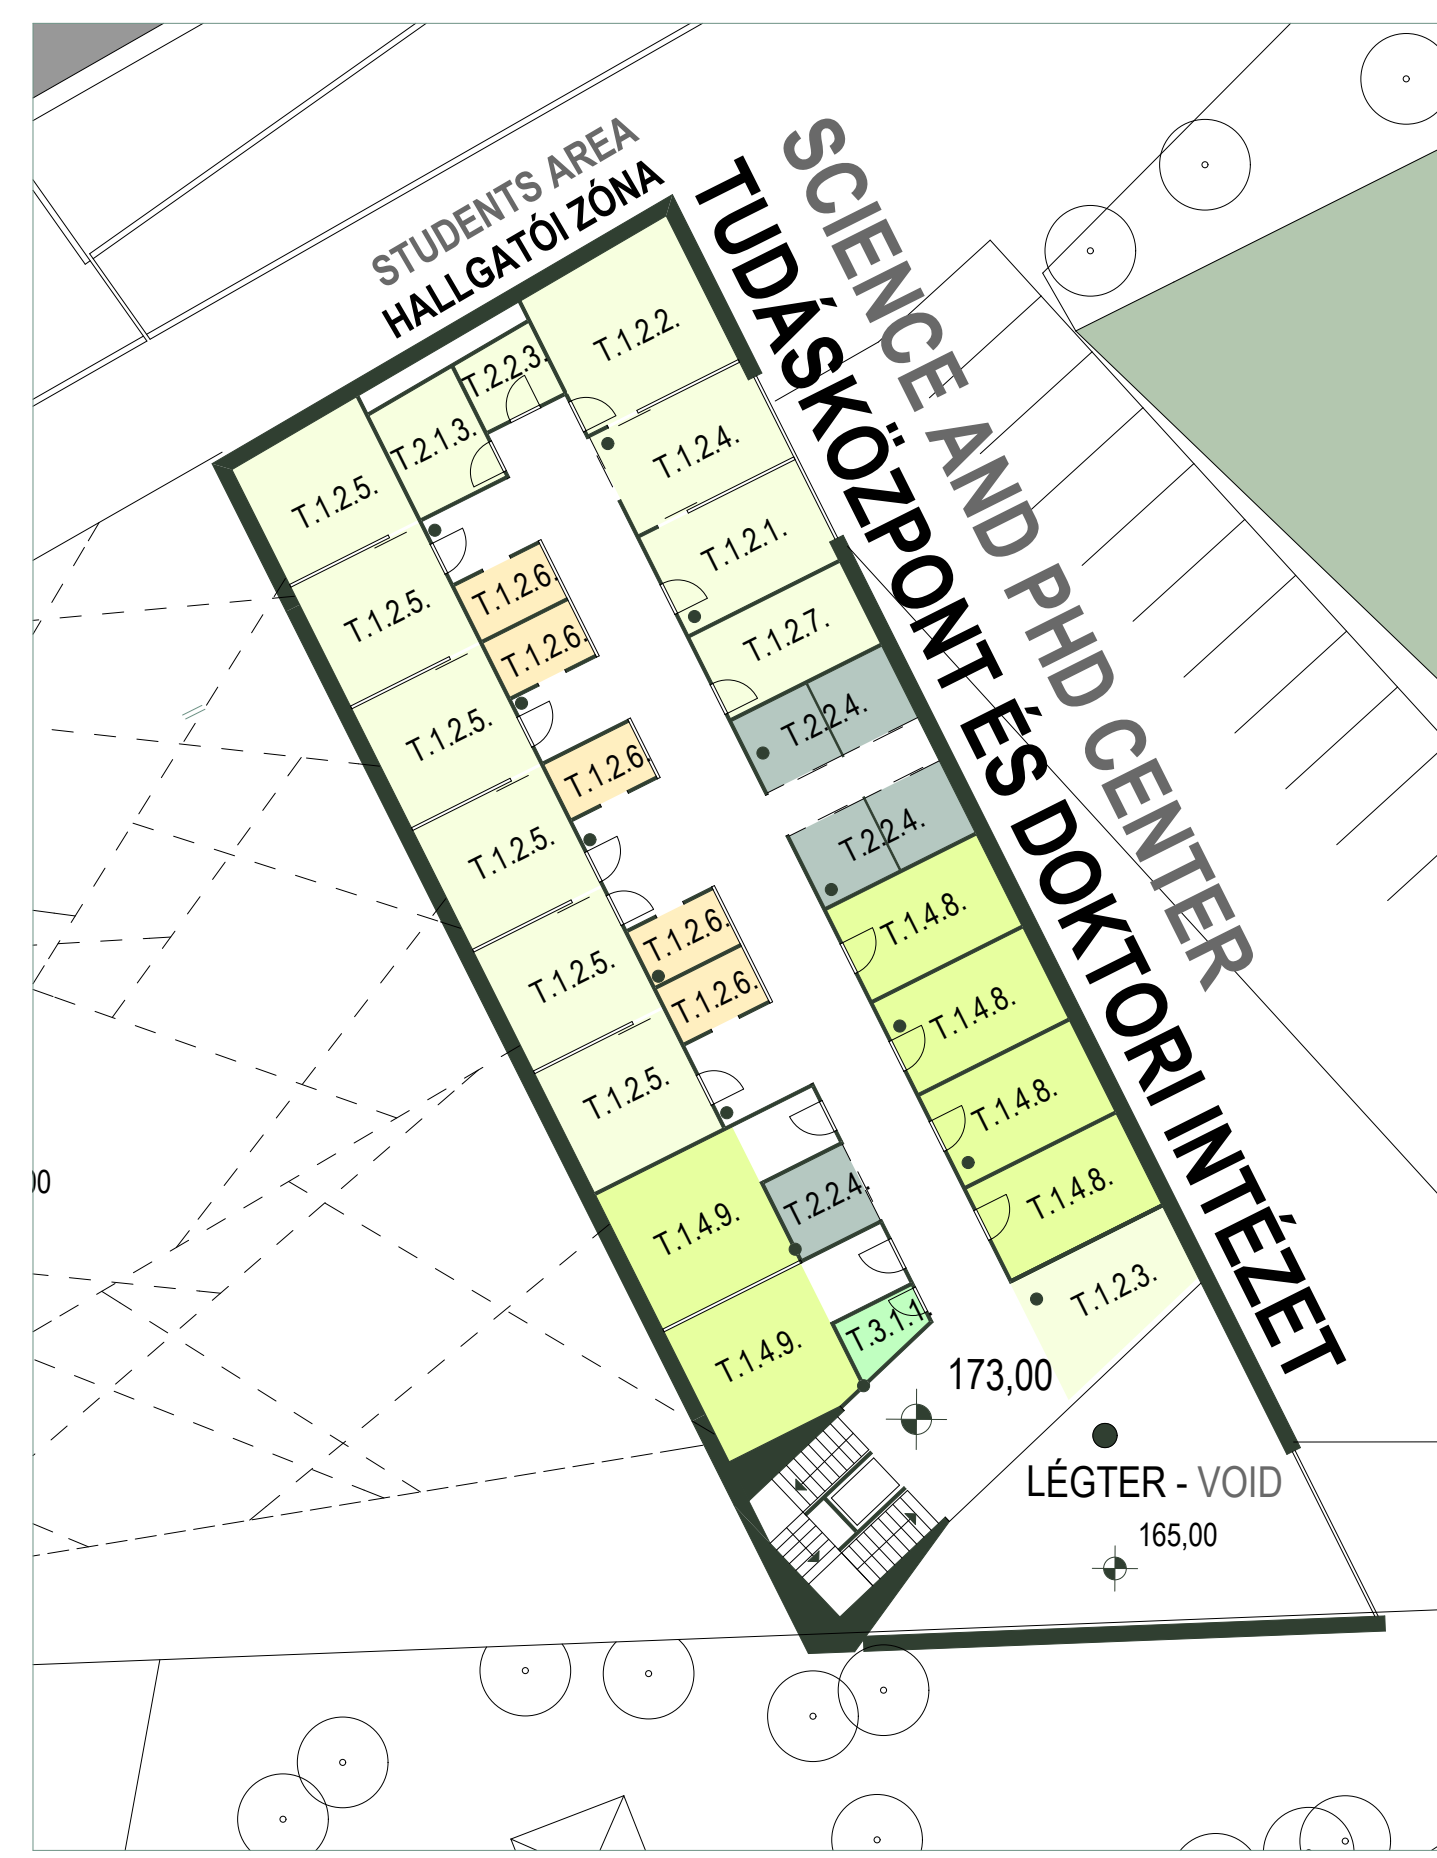 STUDENTS AREA
HALLGATÓI ZÓNA
SCIENCE AND PHD CENTER
TUDÁSKÖZPONT ÉS DOKTORI INTÉZET
T.1.2.2.
T.2.2.3.
T.2.1.3.
T.1.2.4.
T.1.2.5.
T.1.2.1.
T.1.2.6.
T.1.2.5.
T.1.2.6.
T.1.2.7.
T.1.2.5.
T.2.2.4.
T.1.2.6.
T.2.2.4.
T.1.2.5.
T.1.4.8.
T.1.2.6.
T.1.2.5.
T.1.2.6.
T.1.4.8.
T.1.2.5.
T.1.4.8.
T.2.2.4.
T.1.4.8.
T.1.4.9.
T.1.2.3.
T.3.1.1.
T.1.4.9.
173,00
LÉGTER - VOID
165,00
00